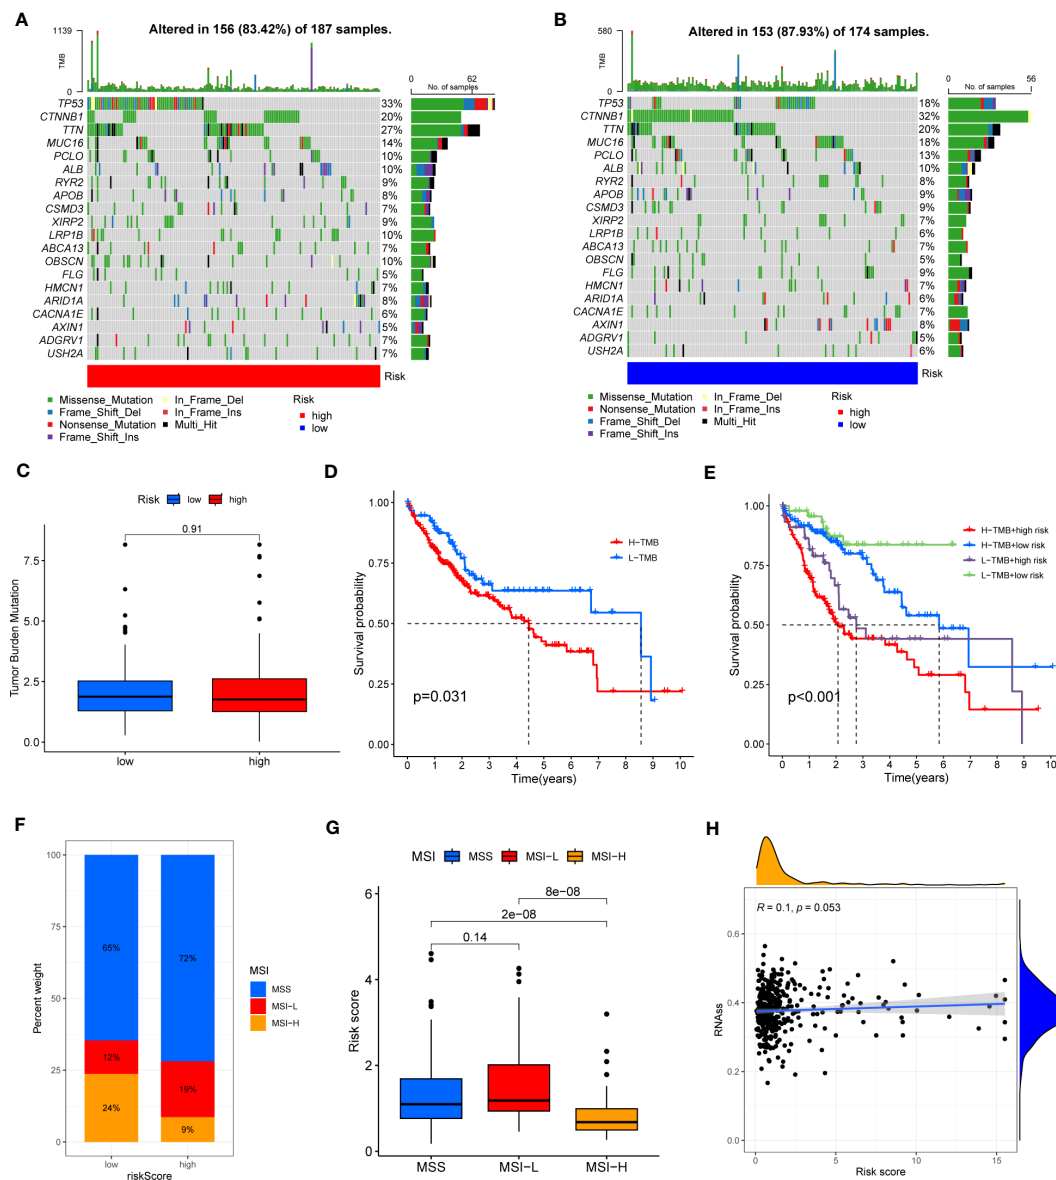 A
Altered in 156 (83.42%) of 187 samples.
1139
TMB
0
0 62
No. of samples
TP53 33%
CTNNB1 20%
TTN 27%
MUC16 14%
PCLO 10%
ALB 10%
RYR2 9%
APOB 8%
CSMD3 7%
XIRP2 9%
LRP1B 10%
ABCA13 7%
OBSCN 10%
FLG 5%
HMCN1 7%
ARID1A 8%
CACNA1E 6%
AXIN1 5%
ADGRV1 7%
USH2A 7%
Risk
Missense_Mutation In_Frame_Del Risk
Frame_Shift_Del In_Frame_Ins high
Nonsense_Mutation Multi_Hit low
Frame_Shift_Ins
B
Altered in 153 (87.93%) of 174 samples.
580
TMB
0
0 56
No. of samples
TP53 18%
CTNNB1 32%
TTN 20%
MUC16 18%
PCLO 13%
ALB 10%
RYR2 8%
APOB 9%
CSMD3 9%
XIRP2 7%
LRP1B 6%
ABCA13 7%
OBSCN 5%
FLG 9%
HMCN1 7%
ARID1A 6%
CACNA1E 7%
AXIN1 8%
ADGRV1 5%
USH2A 6%
Risk
Missense_Mutation In_Frame_Del Risk
Nonsense_Mutation In_Frame_Ins high
Frame_Shift_Del Multi_Hit low
Frame_Shift_Ins
C
Risk low high
0.91
Tumor Burden Mutation
7.5
5.0
2.5
0.0
low high
D
Survival probability
1.00
0.75
0.50
0.25
0.00
H-TMB
L-TMB
p=0.031
0 1 2 3 4 5 6 7 8 9 10
Time(years)
E
Survival probability
1.00
0.75
0.50
0.25
0.00
H-TMB+high risk
H-TMB+low risk
L-TMB+high risk
L-TMB+low risk
p<0.001
0 1 2 3 4 5 6 7 8 9 10
Time(years)
F
Percent weight
100
75
50
25
0
65% 72%
12% 19%
24% 9%
low high
riskScore
MSI
MSS
MSI-L
MSI-H
G
MSI MSS MSI-L MSI-H
Risk score
6
4
2
0
8e-08
2e-08
0.14
MSS MSI-L MSI-H
H
R = 0.1, p = 0.053
RNAss
0.6
0.4
0.2
0.0
0 5 10 15
Risk score